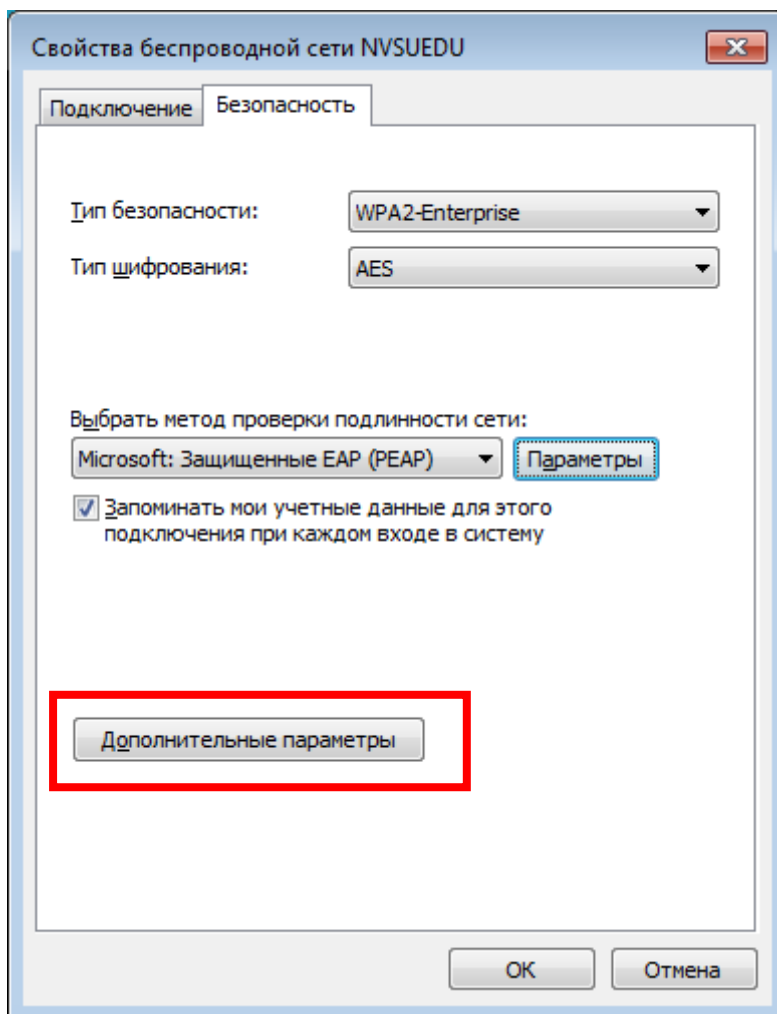 Свойства беспроводной сети NVSUEDU
Подключение
Безопасность
Тип безопасности:
WPA2-Enterprise
Тип шифрования:
AES
Выбрать метод проверки подлинности сети:
Microsoft: Защищенные EAP (PEAP)
Параметры
Запоминать мои учетные данные для этого
подключения при каждом входе в систему
Дополнительные параметры
ОК
Отмена